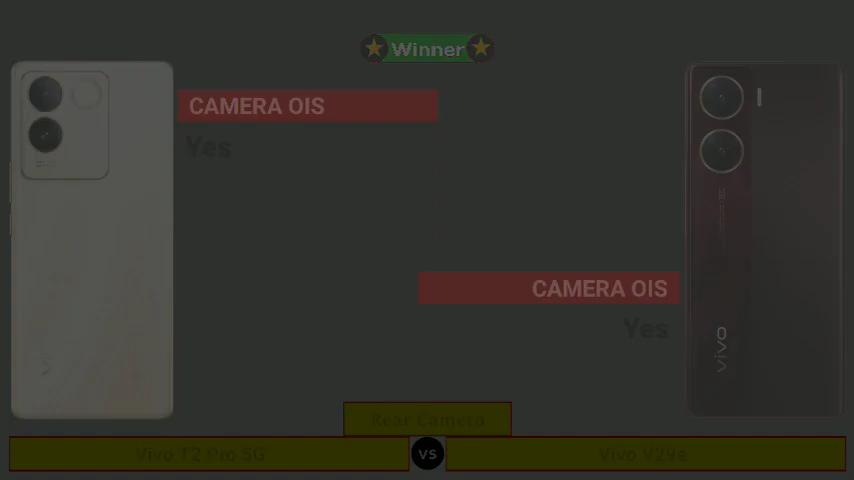 Winner
CAMERA OIS
Yes
CAMERA OIS
Yes
vivo
Rear Camera
Vivo T2 Pro 5G
VS
Vivo V29e